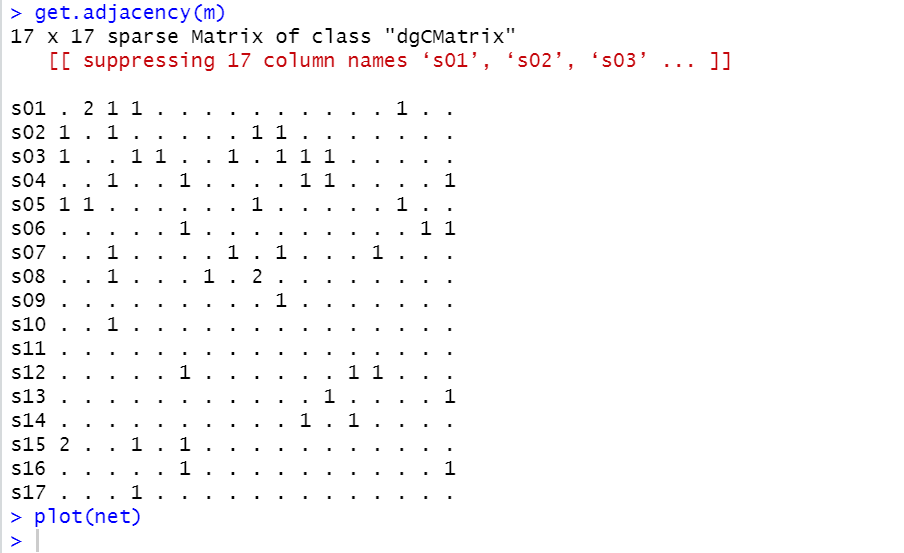 > get.adjacency(m)
17 x 17 sparse Matrix of class "dgCMatrix"
[[ suppressing 17 column names ‘s01’, ‘s02’, ‘s03’ ... ]]
s01 . 2 1 1 . . . . . . . . . . 1 . .
s02 1 . 1 . . . . . 1 1 . . . . . . .
s03 1 . . 1 1 . . 1 . 1 1 1 . . . . .
s04 . . 1 . . 1 . . . . 1 1 . . . . 1
s05 1 1 . . . . . . 1 . . . . . 1 . .
s06 . . . . . 1 . . . . . . . . . 1 1
s07 . . 1 . . . . 1 . 1 . . . 1 . . .
s08 . . 1 . . . 1 . 2 . . . . . . . .
s09 . . . . . . . . . 1 . . . . . . .
s10 . . 1 . . . . . . . . . . . . . .
s11 . . . . . . . . . . . . . . . . .
s12 . . . . . 1 . . . . . . 1 1 . . .
s13 . . . . . . . . . . . 1 . . . . 1
s14 . . . . . . . . . . 1 . 1 . . . .
s15 2 . . 1 . 1 . . . . . . . . . . .
s16 . . . . . 1 . . . . . . . . . . 1
s17 . . . 1 . . . . . . . . . . . . .
> plot(net)
>